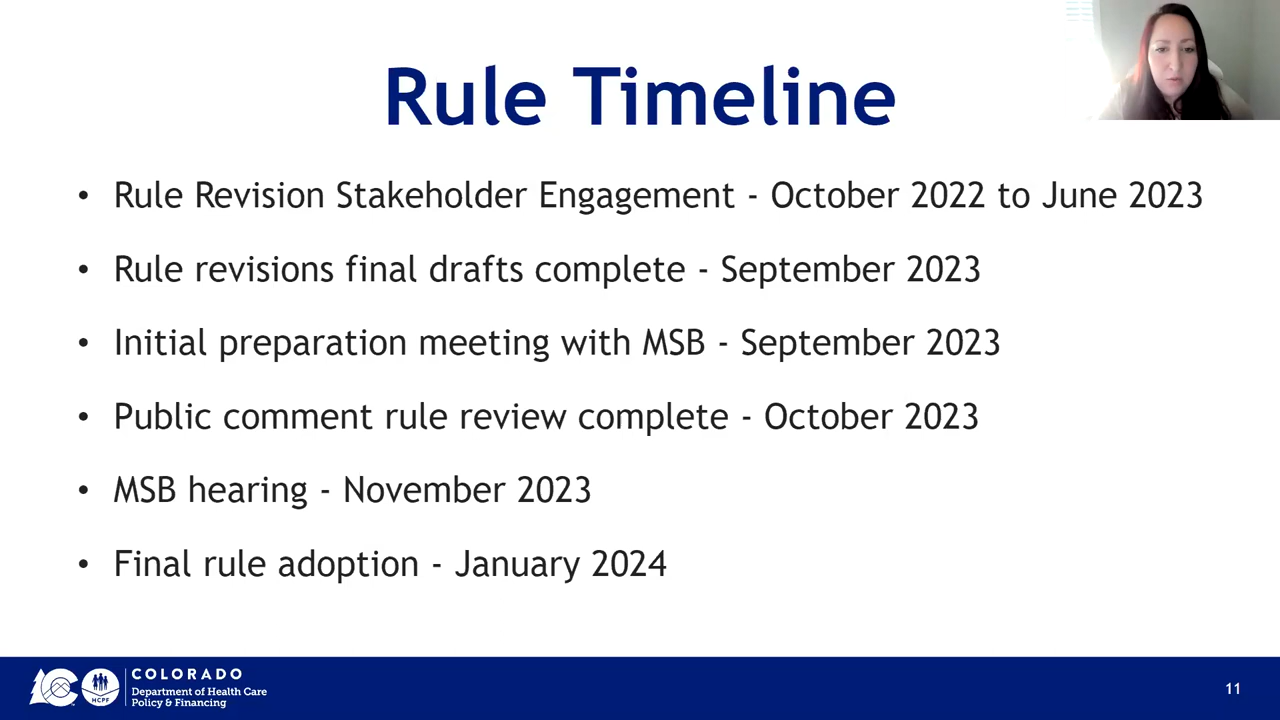 Rule Timeline
• Rule Revision Stakeholder Engagement - October 2022 to June 2023
• Rule revisions final drafts complete - September 2023
• Initial preparation meeting with MSB - September 2023
• Public comment rule review complete - October 2023
• MSB hearing - November 2023
• Final rule adoption - January 2024
HCPF
COLORADO
Department of Health Care
Policy & Financing
11